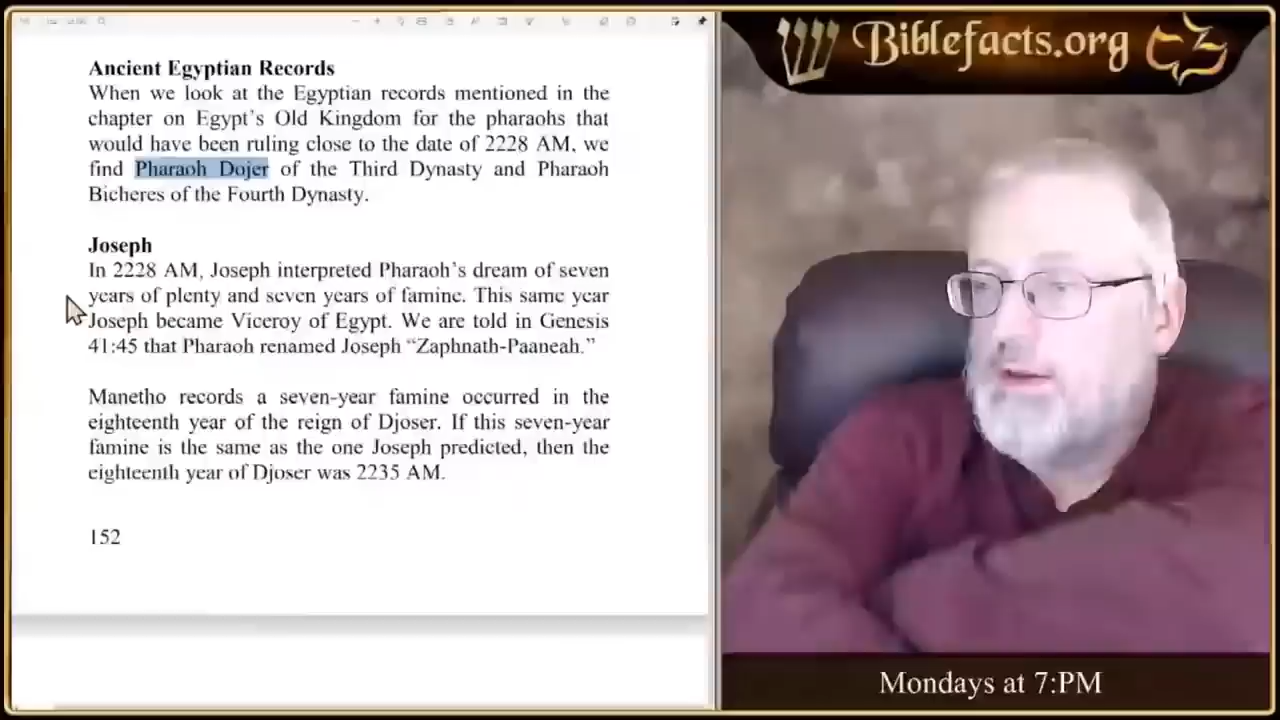 Ancient Egyptian Records
When we look at the Egyptian records mentioned in the
chapter on Egypt's Old Kingdom for the pharaohs that
would have been ruling close to the date of 2228 AM, we
find Pharaoh Dojer of the Third Dynasty and Pharaoh
Bicheres of the Fourth Dynasty.
Joseph
In 2228 AM, Joseph interpreted Pharaoh's dream of seven
years of plenty and seven years of famine. This same year
Joseph became Viceroy of Egypt. We are told in Genesis
41:45 that Pharaoh renamed Joseph “Zaphnath-Paaneah.”
Manetho records a seven-year famine occurred in the
eighteenth year of the reign of Djoser. If this seven-year
famine is the same as the one Joseph predicted, then the
eighteenth year of Djoser was 2235 AM.
152
Biblefacts.org
Mondays at 7:PM